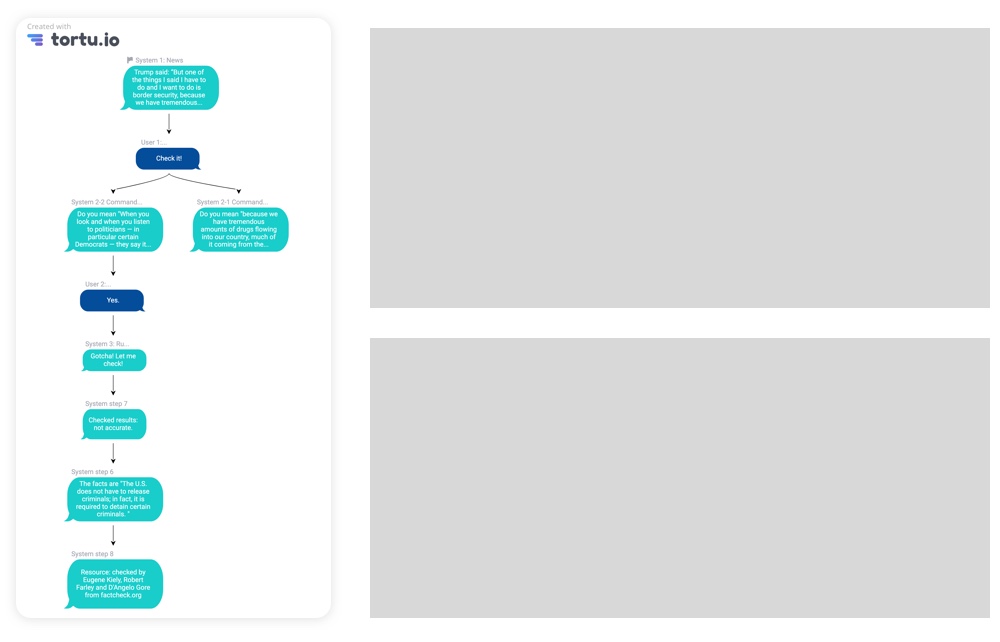 Created with
tortu.io
System 1: News
Trump said: "But one of
the things I said I have to
do and I want to do is
border security, because
we have tremendous...
User 1:...
Check it!
System 2-2 Command...
Do you mean "When you
look and when you listen
to politicians — in
particular certain
Democrats — they say it...
System 2-1 Command...
Do you mean "because we
have tremendous
amounts of drugs flowing
into our country, much of
it coming from the...
User 2:...
Yes.
System 3: Ru...
Gotcha! Let me
check!
System step 7
Checked results:
not accurate.
System step 6
The facts are "The U.S.
does not have to release
criminals; in fact, it is
required to detain certain
criminals. "
System step 8
Resource: checked by
Eugene Kiely, Robert
Farley and D'Angelo Gore
from factcheck.org